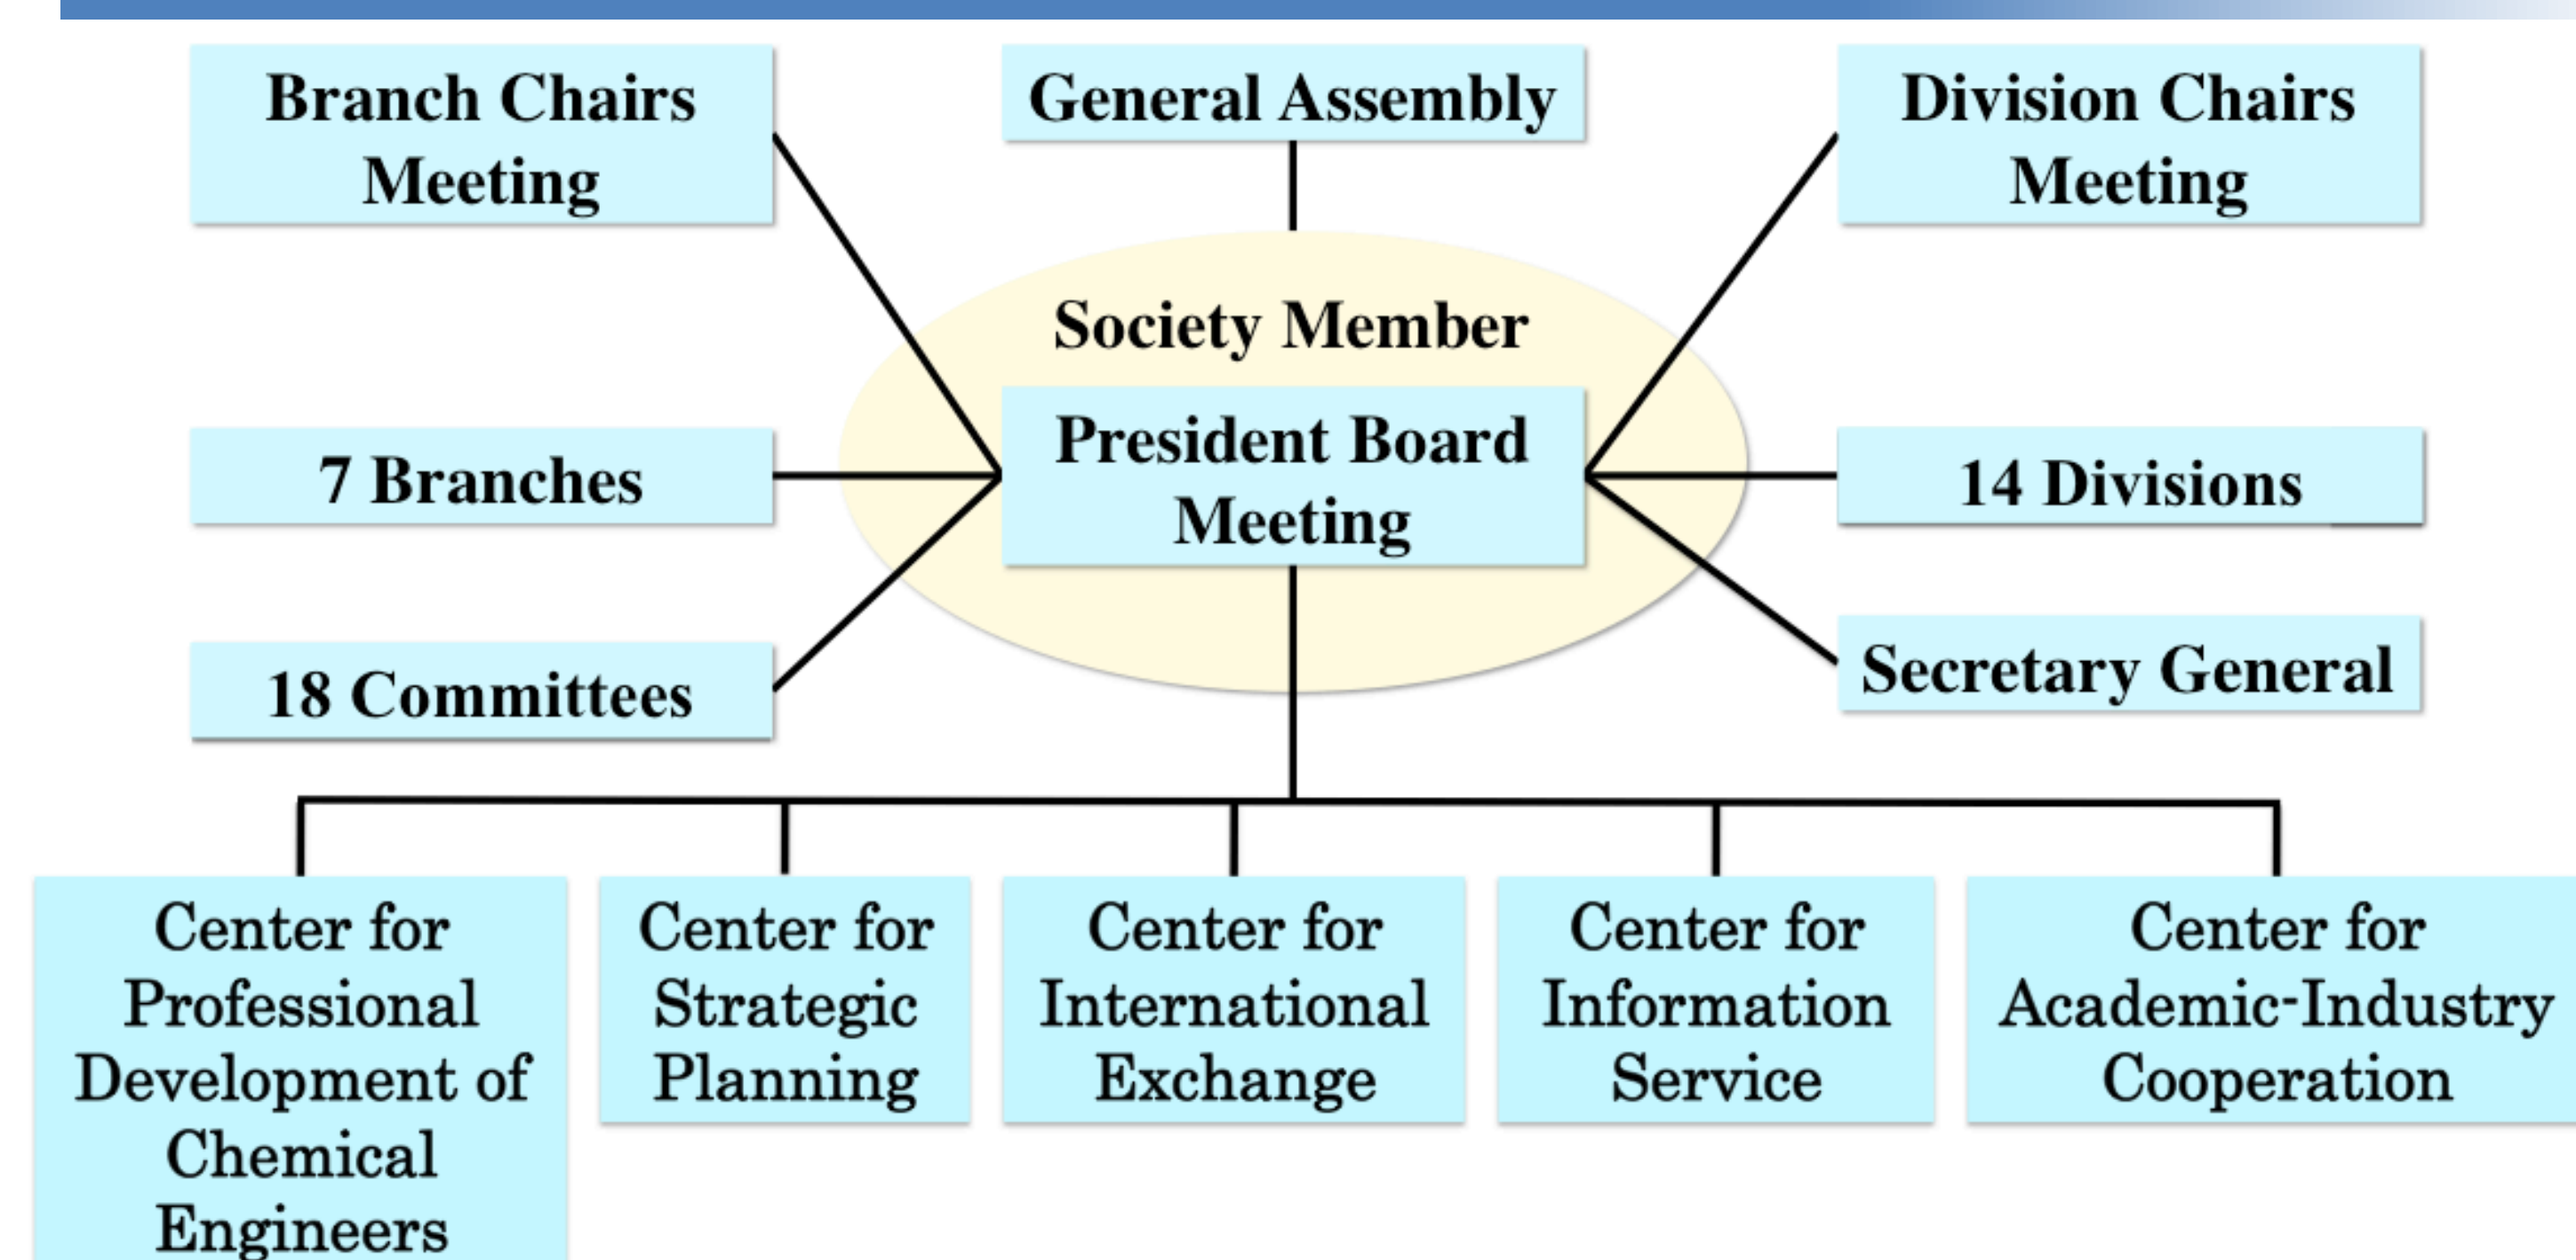 Branch Chairs
Meeting
General Assembly
Division Chairs
Meeting
Society Member
President Board
Meeting
7 Branches
14 Divisions
18 Committees
Secretary General
Center for
Professional
Development of
Chemical
Engineers
Center for
Strategic
Planning
Center for
International
Exchange
Center for
Information
Service
Center for
Academic-Industry
Cooperation